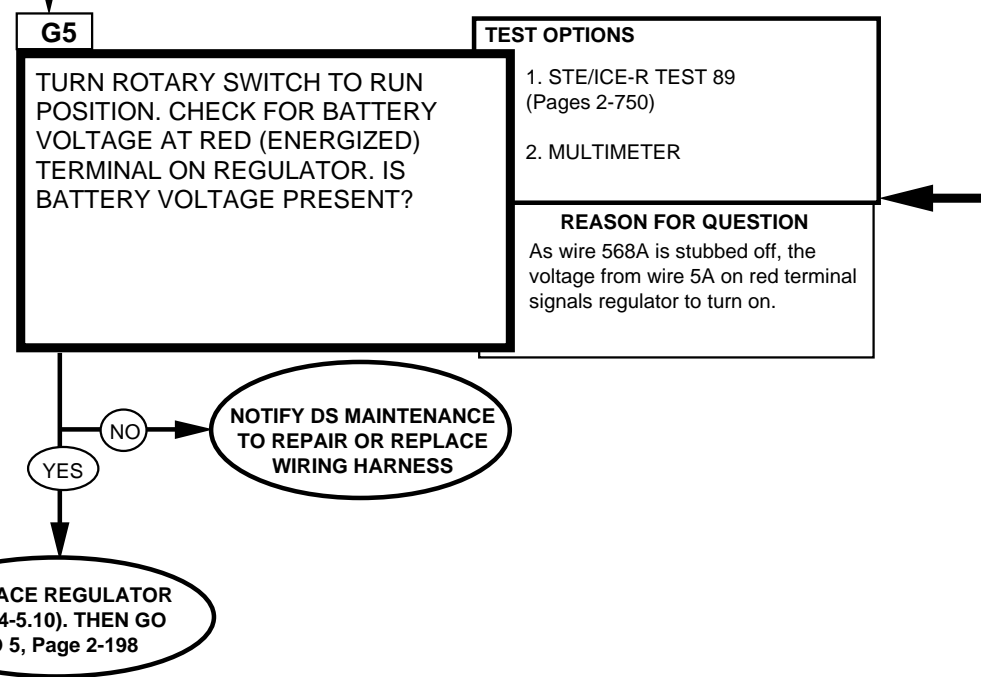 G5
TURN ROTARY SWITCH TO RUN
POSITION. CHECK FOR BATTERY
VOLTAGE AT RED (ENERGIZED)
TERMINAL ON REGULATOR. IS
BATTERY VOLTAGE PRESENT?
TEST OPTIONS
1. STE/ICE-R TEST 89
(Pages 2-750)
2. MULTIMETER
REASON FOR QUESTION
As wire 568A is stubbed off, the
voltage from wire 5A on red terminal
signals regulator to turn on.
NO
NOTIFY DS MAINTENANCE
TO REPAIR OR REPLACE
WIRING HARNESS
YES
REGULATOR
4-5.10). THEN GO
5, Page 2-198